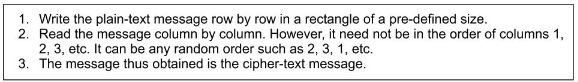 1. Write the plain-text message row by row in a rectangle of a pre-defined size.
2. Read the message column by column. However, it need not be in the order of columns 1,
2, 3, etc. It can be any random order such as 2, 3, 1, etc.
3. The message thus obtained is the cipher-text message.